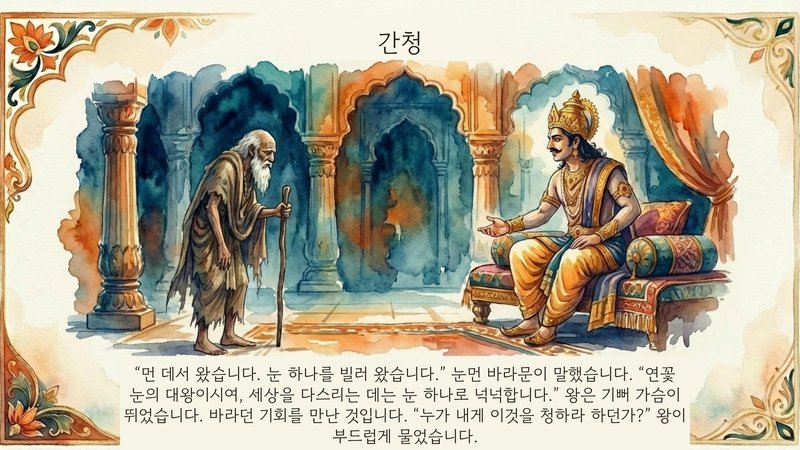 간청
“먼 데서 왔습니다. 눈 하나를 빌러 왔습니다.” 눈먼 바라문이 말했습니다. “연꽃
눈의 대왕이시여, 세상을 다스리는 데는 눈 하나로 넉넉합니다.” 왕은 기뻐 가슴이
뛰었습니다. 바라던 기회를 만난 것입니다. “누가 내게 이것을 청하라 하던가?” 왕이
부드럽게 물었습니다.